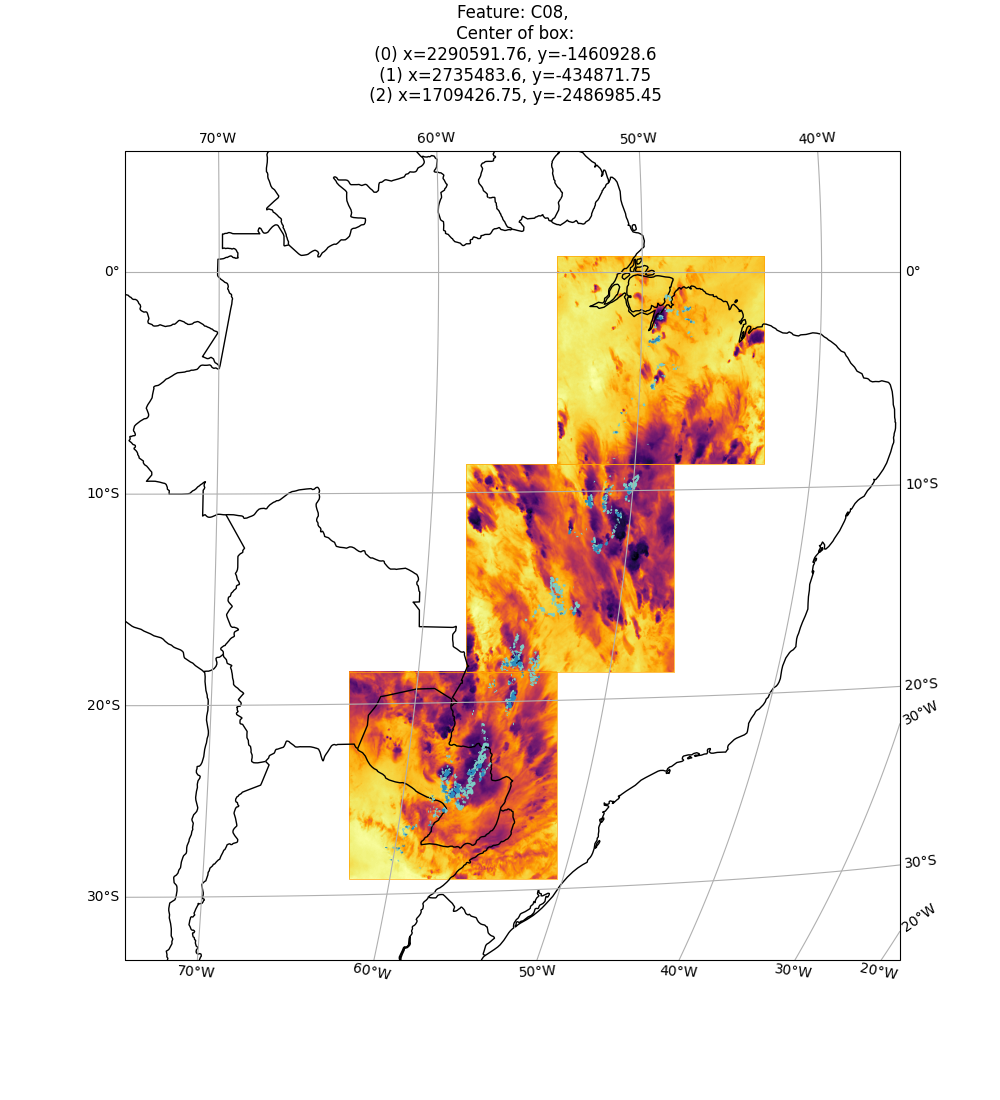 Feature: C08,
Center of box:
(0) x=2290591.76, y=-1460928.6
(1) x=2735483.6, y=-434871.75
(2) x=1709426.75, y=-2486985.45
70°W 60°W 50°W 40°W
0° 0°
10°S 10°S
20°S 20°S
30°W
30°S 30°S
20°W
70°W 60°W 50°W 40°W 30°W 20°W